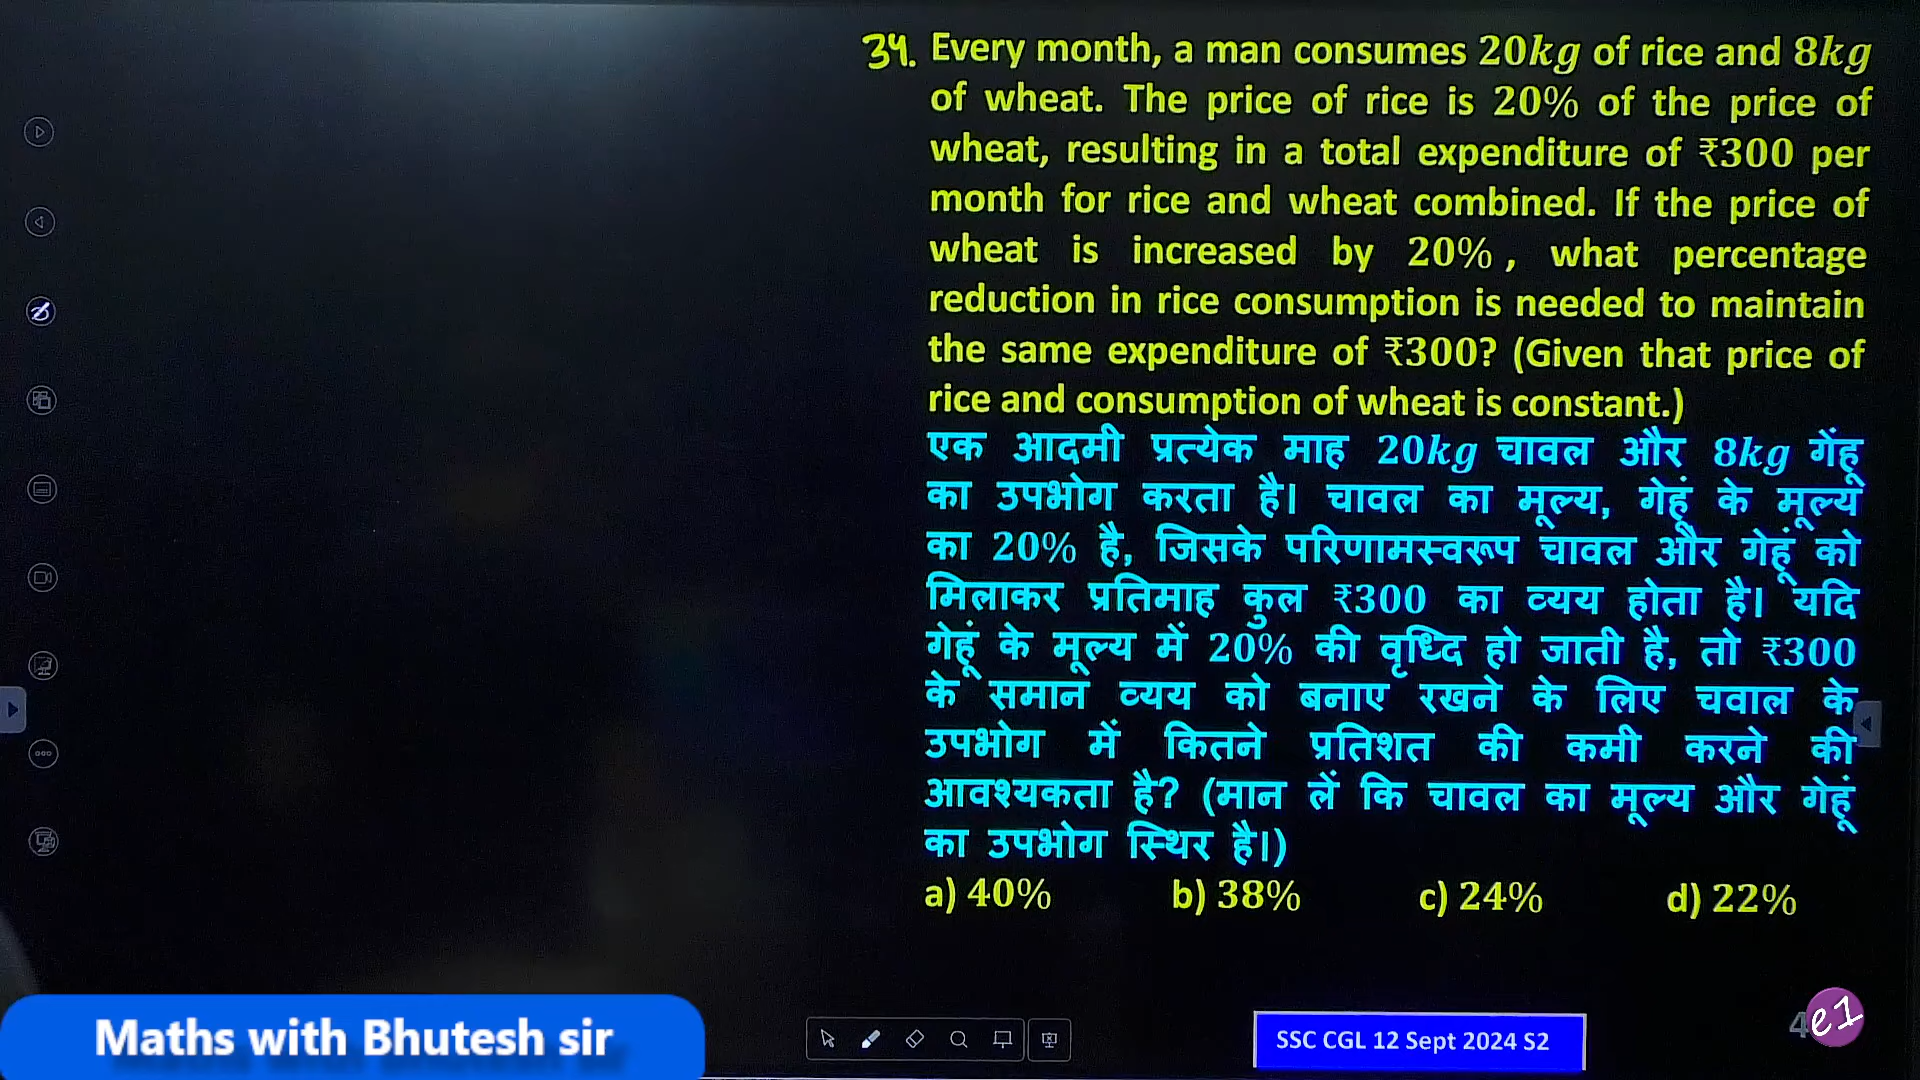 34. Every month, a man consumes 20kg of rice and 8kg
of wheat. The price of rice is 20% of the price of
wheat, resulting in a total expenditure of ₹300 per
month for rice and wheat combined. If the price of
wheat is increased by 20% , what percentage
reduction in rice consumption is needed to maintain
the same expenditure of ₹300? (Given that price of
rice and consumption of wheat is constant.)
एक आदमी प्रत्येक माह 20kg चावल और 8kg गेंहू
का उपभोग करता है। चावल का मूल्य, गेहूं के मूल्य
का 20% है, जिसके परिणामस्वरूप चावल और गेहूं को
मिलाकर प्रतिमाह कुल ₹300 का व्यय होता है। यदि
गेहूं के मूल्य में 20% की वृध्दि हो जाती है, तो ₹300
के समान व्यय को बनाए रखने के लिए चवाल के
उपभोग में कितने प्रतिशत की कमी करने की
आवश्यकता है? (मान लें कि चावल का मूल्य और गेहूं
का उपभोग स्थिर है।)
a) 40% b) 38% c) 24% d) 22%
Maths with Bhutesh sir
SSC CGL 12 Sept 2024 S2
4
e1